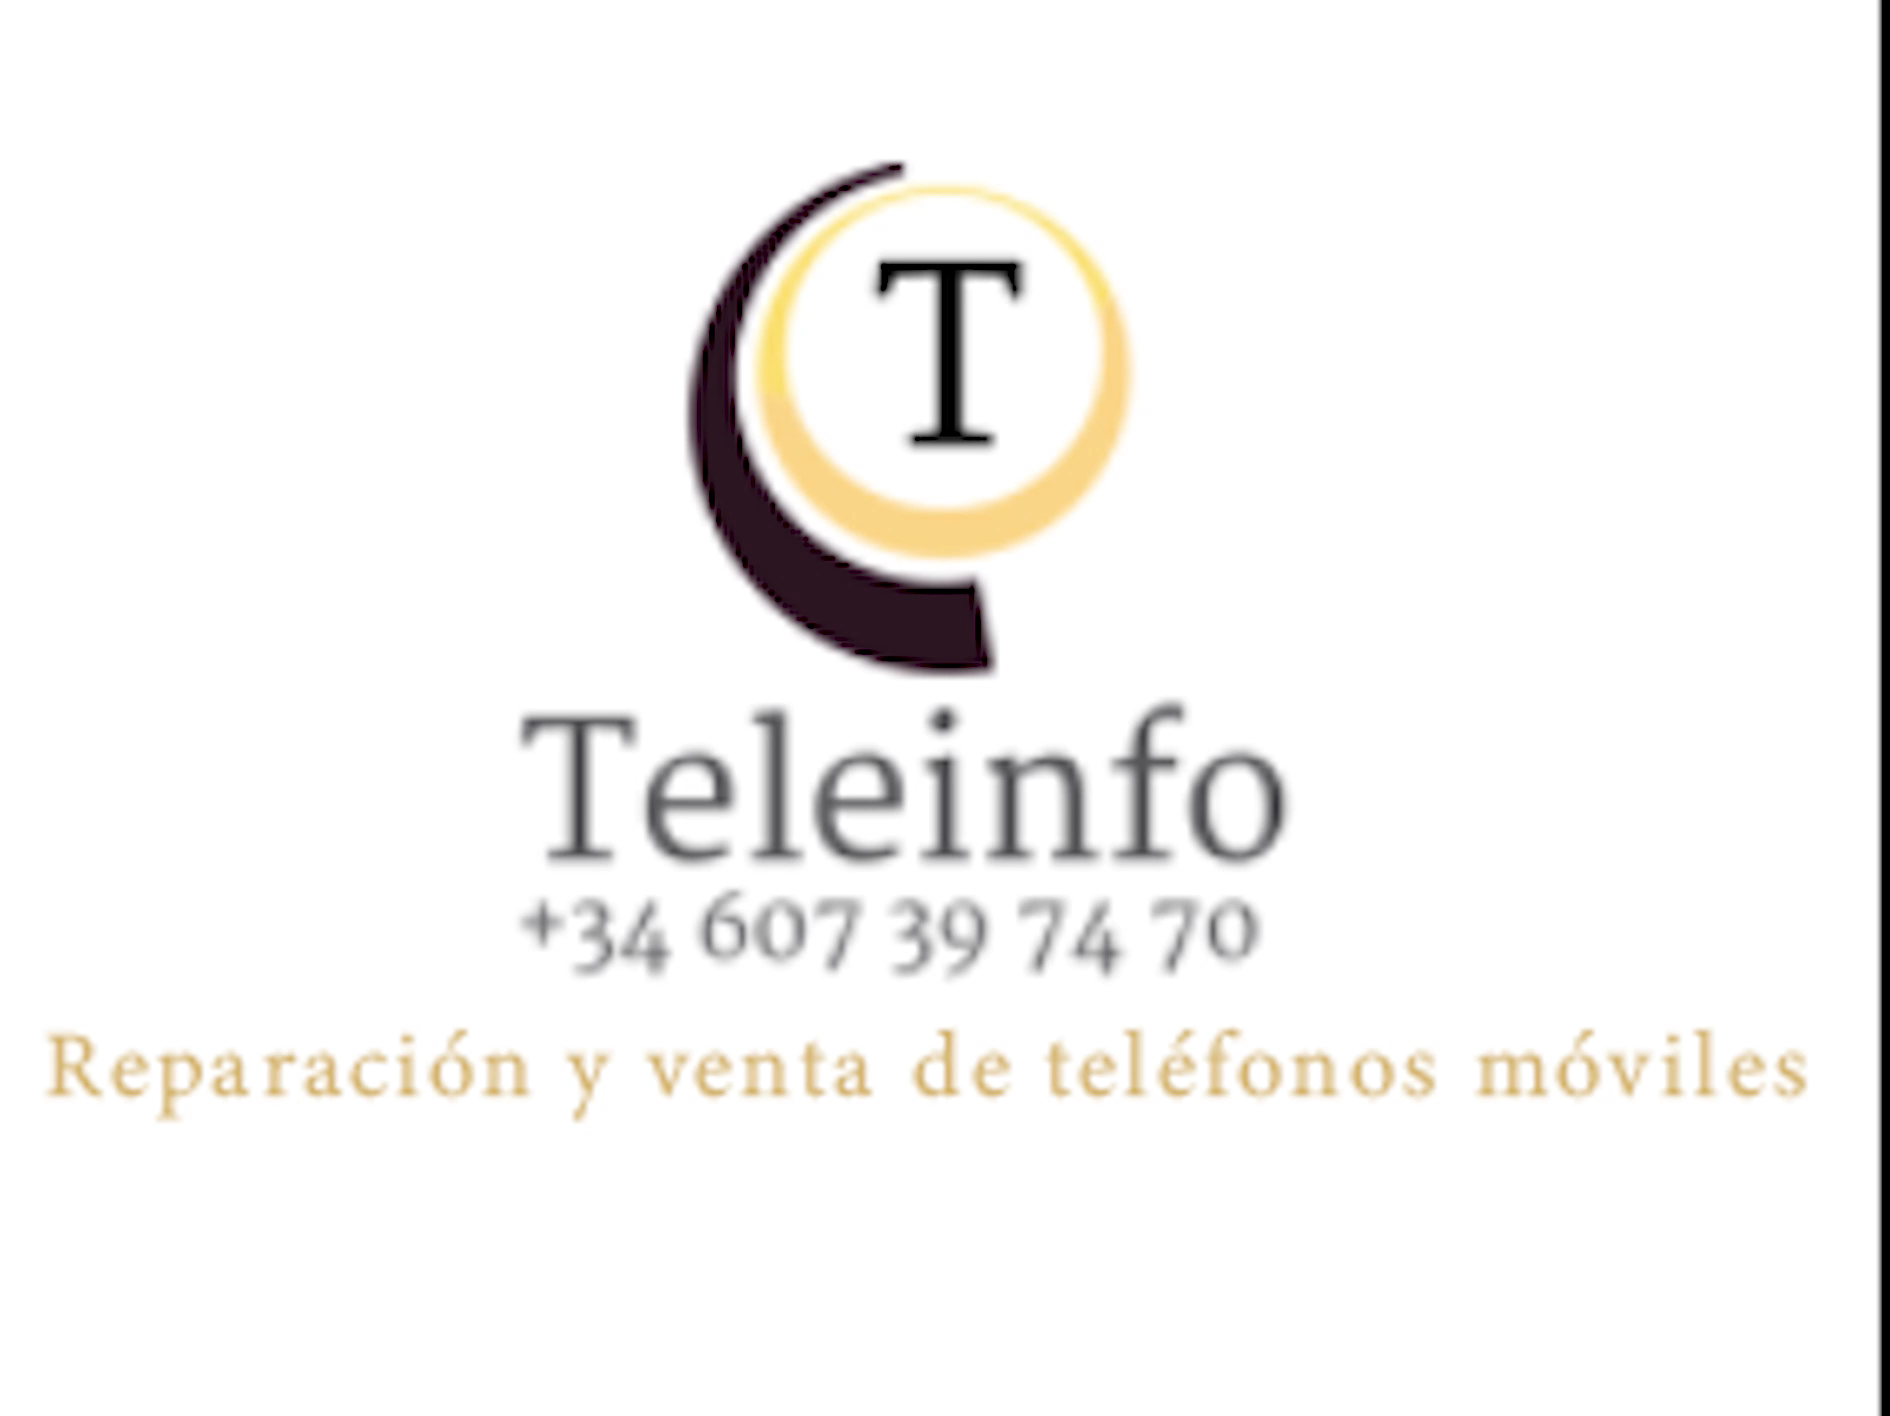 T
Teleinfo
+34 607 39 74 70
Reparación y venta de teléfonos móviles